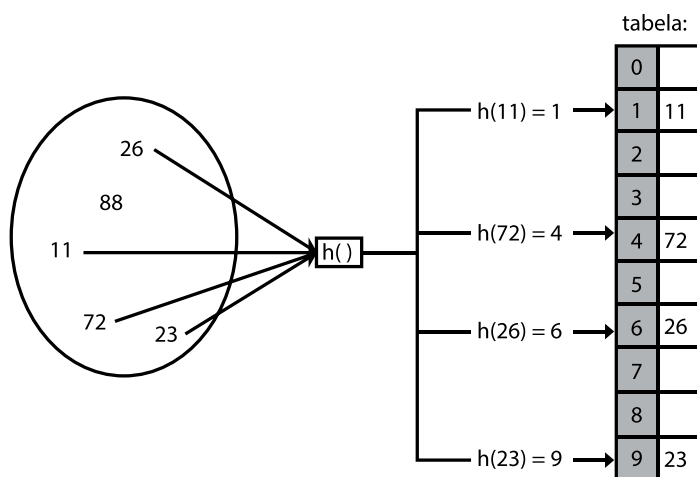 tabela:
0
h(11) = 1 1 11
26 2
88 3
11 h( ) h(72) = 4 4 72
5
72 h(26) = 6 6 26
23 7
8
h(23) = 9 9 23